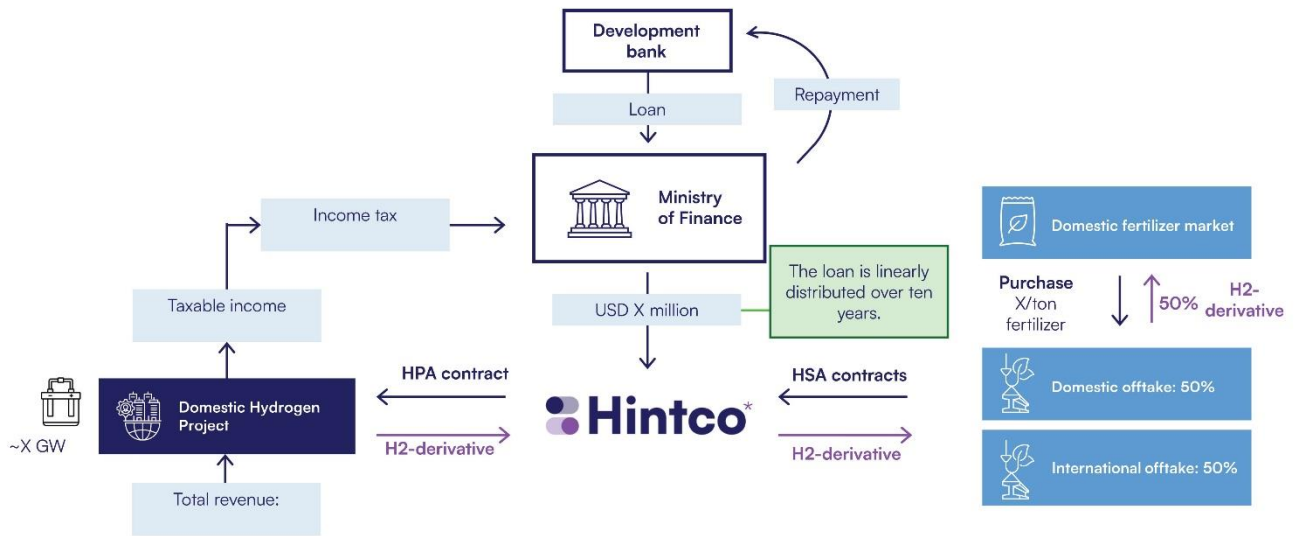 Development
bank
Loan
Repayment
Ministry
of Finance
Income tax
Domestic fertilizer market
The loan is linearly
distributed over ten
years.
Taxable income
USD X million
Purchase
X/ton
fertilizer
50%
H2-
derivative
HPA contract
HSA contracts
Domestic offtake: 50%
~X GW
Domestic Hydrogen
Project
Hintco*
H2-derivative
H2-derivative
International offtake: 50%
Total revenue: